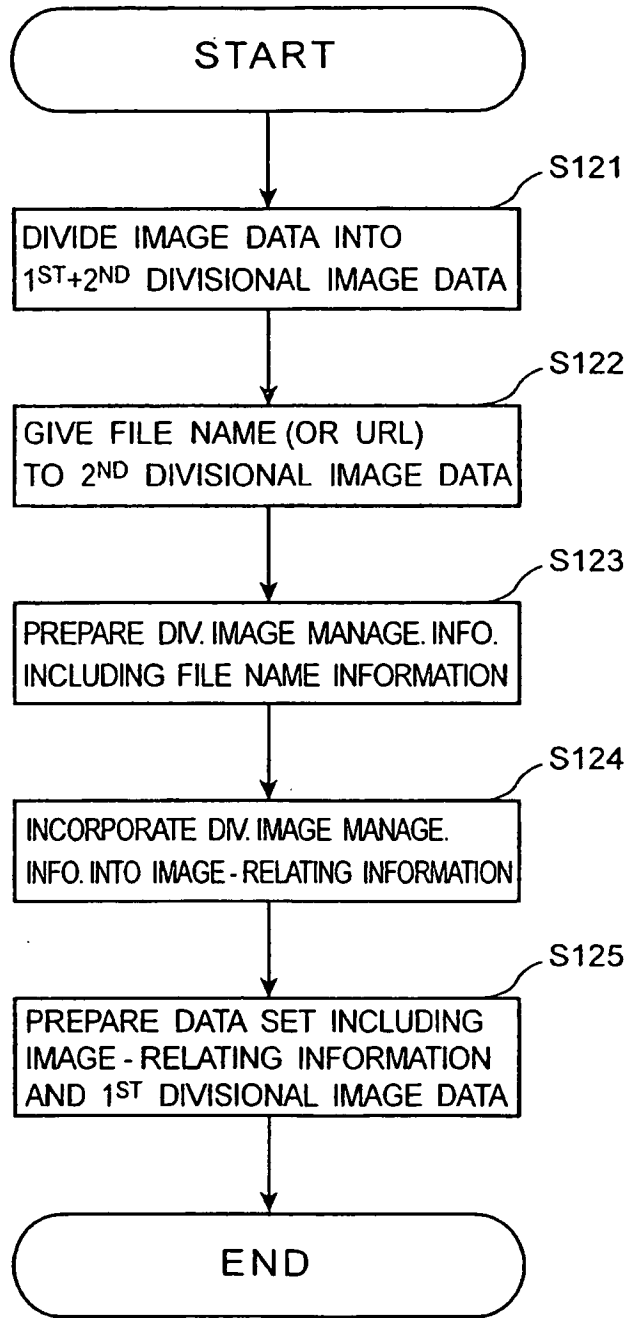 START
S121
DIVIDE IMAGE DATA INTO
1ST+2ND DIVISIONAL IMAGE DATA
S122
GIVE FILE NAME (OR URL)
TO 2ND DIVISIONAL IMAGE DATA
S123
PREPARE DIV. IMAGE MANAGE. INFO.
INCLUDING FILE NAME INFORMATION
S124
INCORPORATE DIV. IMAGE MANAGE.
INFO. INTO IMAGE-RELATING INFORMATION
S125
PREPARE DATA SET INCLUDING
IMAGE-RELATING INFORMATION
AND 1ST DIVISIONAL IMAGE DATA
END